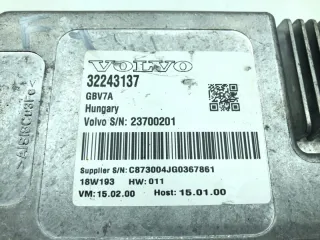 VOLVO
32243137
GBV7A
Hungary
Volvo S/N: 23700201
Supplier S/N: C873004JG0367861
18W193 HW: 011
VM: 15.02.00 Host: 15.01.00